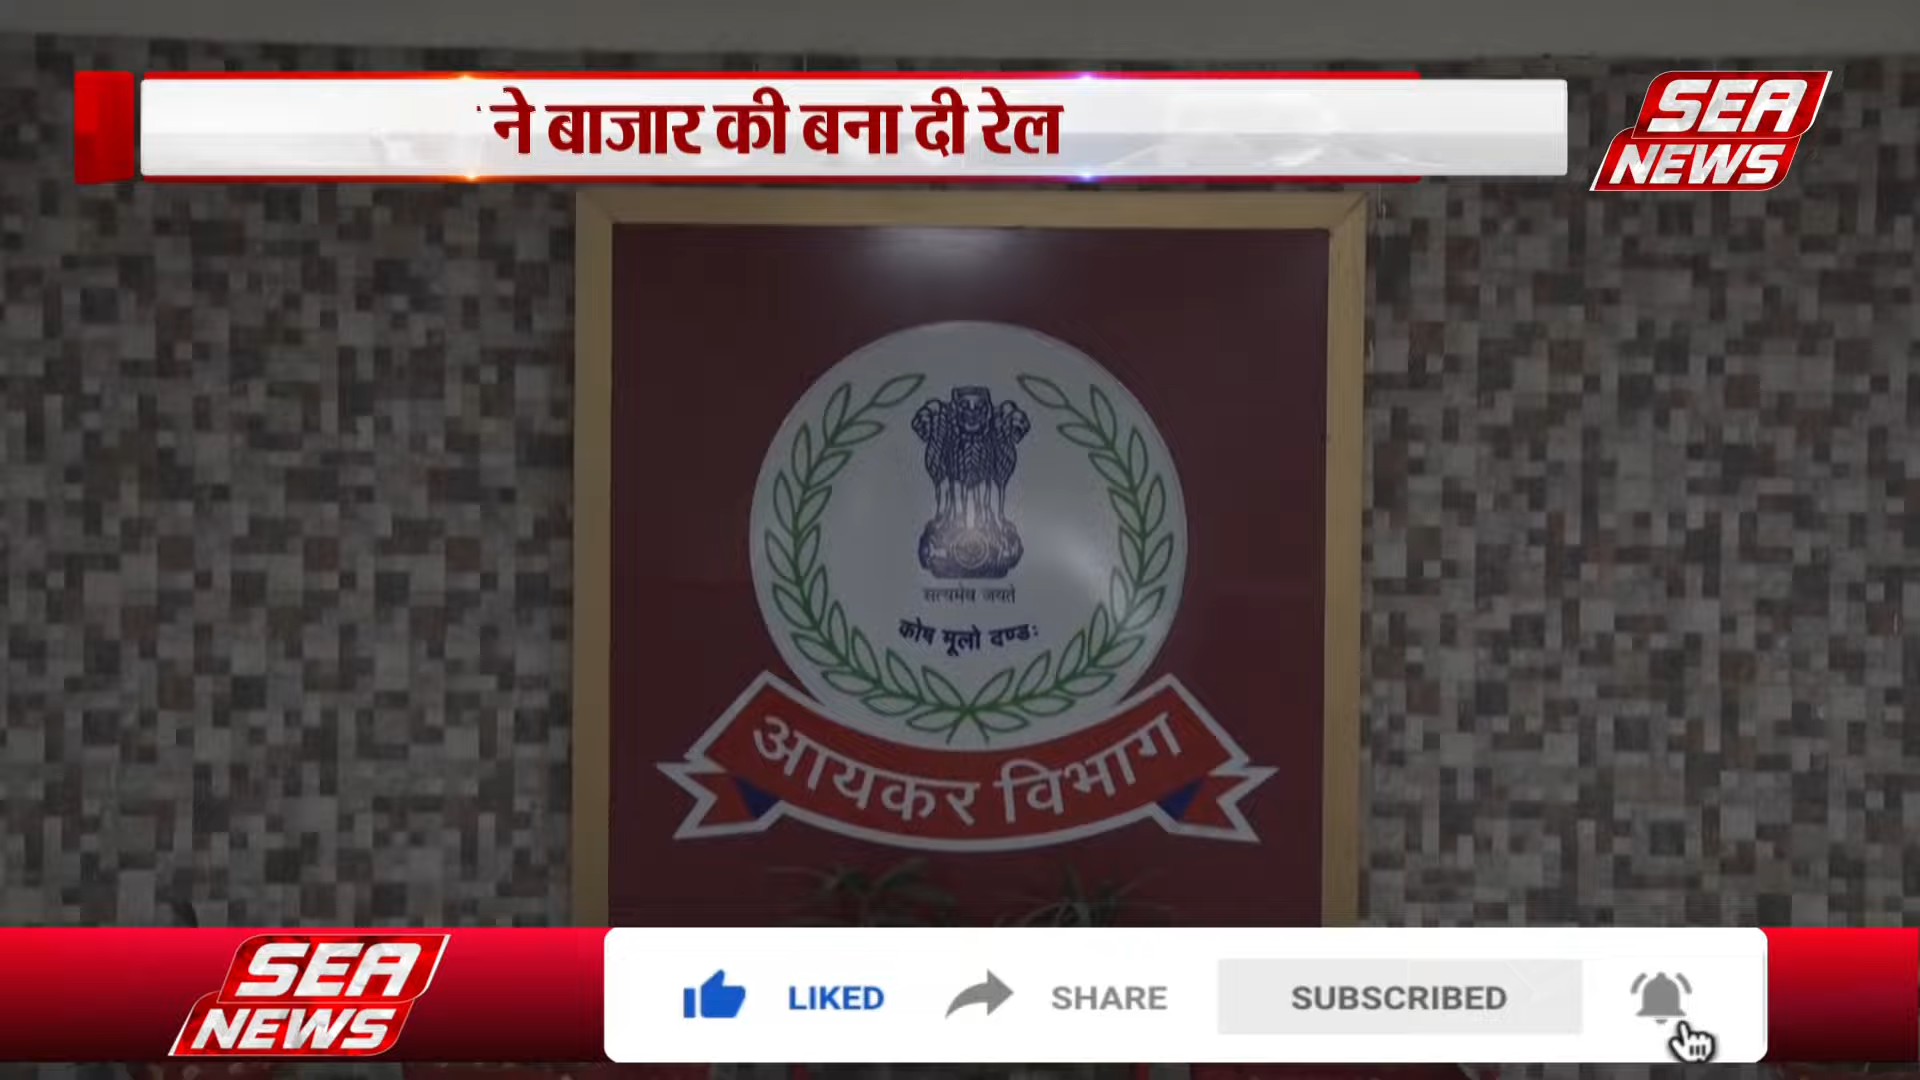 ने बाजार की बना दी रेल
SEA
NEWS
सत्यमेव जयते
कोष मूलो दण्डः
आयकर विभाग
SEA
NEWS
LIKED
SHARE
SUBSCRIBED